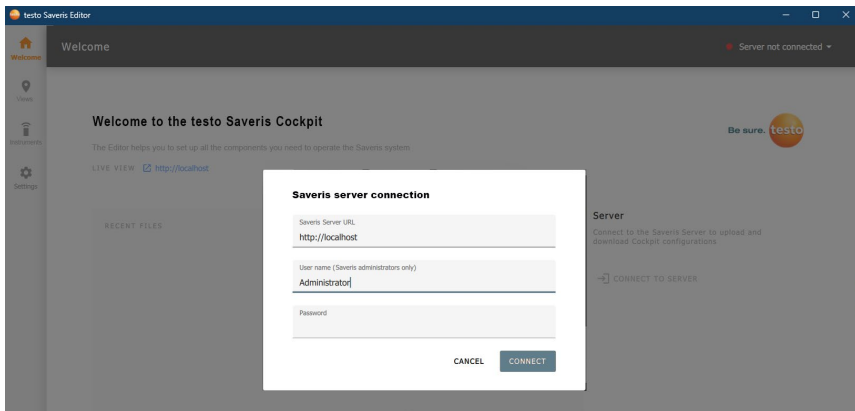 testo Saveris Editor
Welcome
Welcome
Server not connected
Views
Instruments
Settings
Welcome to the testo Saveris Cockpit
Be sure. testo
The Editor helps you to set up all the components you need to operate the Saveris system.
LIVE VIEW http://localhost
RECENT FILES
Saveris server connection
Saveris Server URL
http://localhost
User name (Saveris administrators only)
Administrator
Password
CANCEL CONNECT
Server
Connect to the Saveris Server to upload and
download Cockpit configurations.
CONNECT TO SERVER